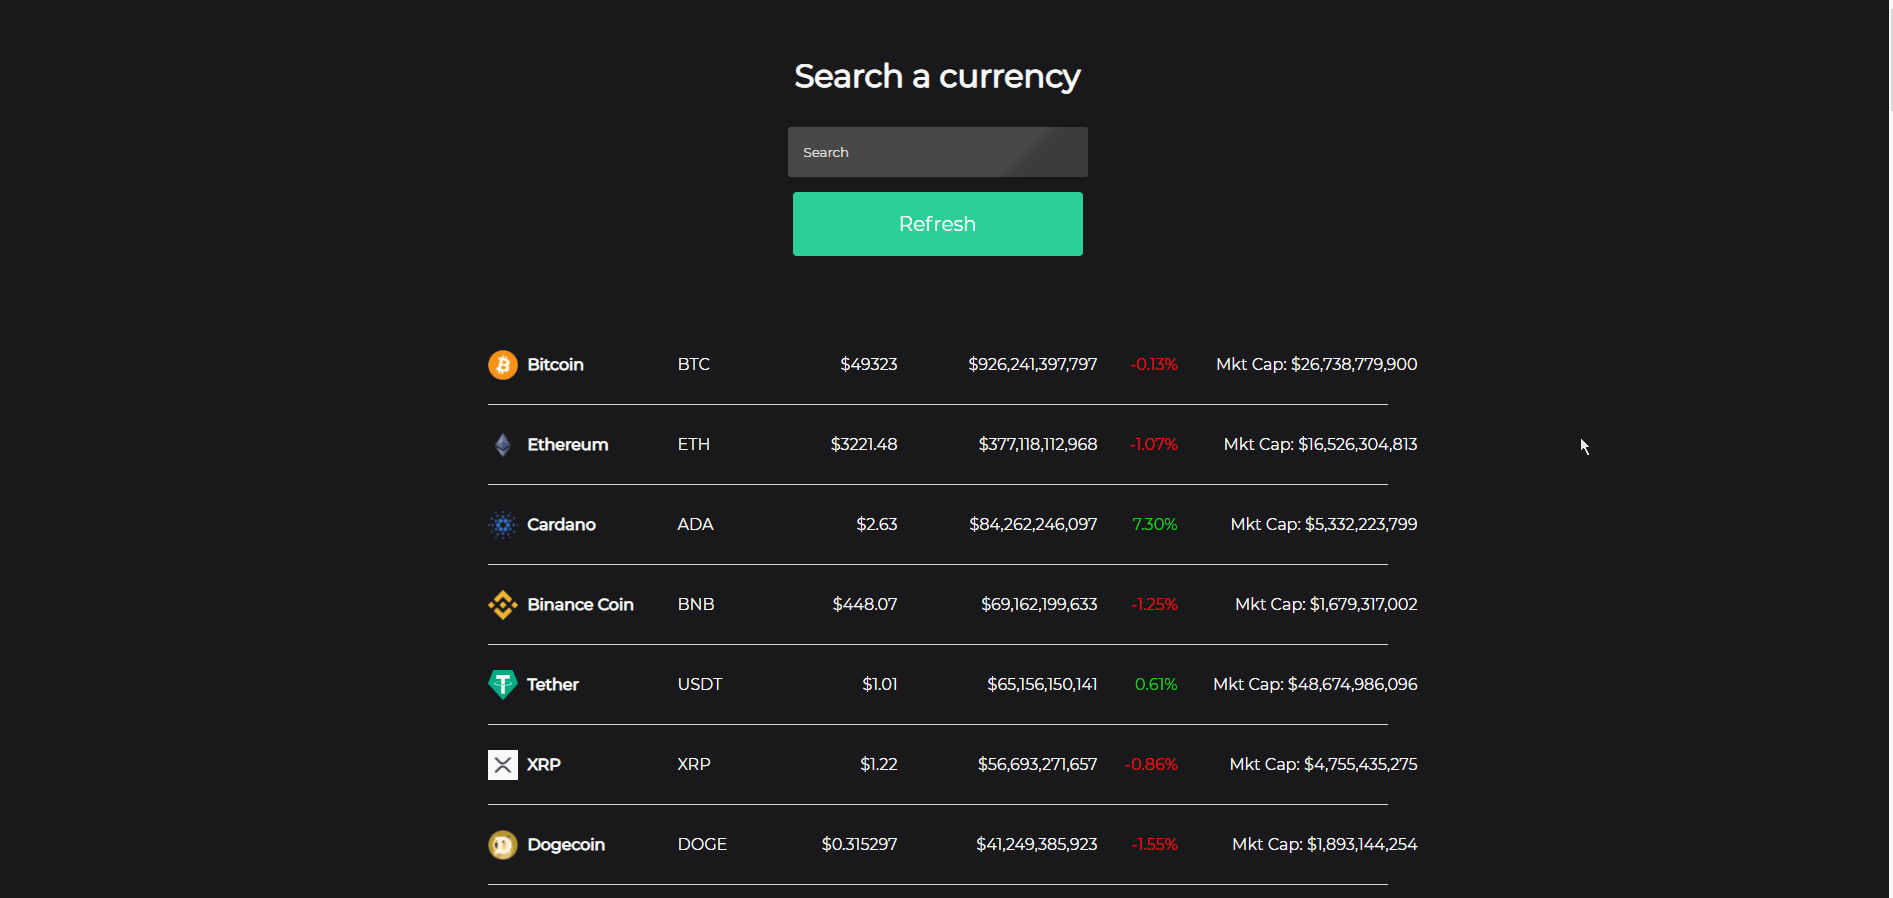 Search a currency
Search
Refresh
Bitcoin BTC $49323 $926,241,397,797 -0.13% Mkt Cap: $26,738,779,900
Ethereum ETH $3221.48 $377,118,112,968 -1.07% Mkt Cap: $16,526,304,813
Cardano ADA $2.63 $84,262,246,097 7.30% Mkt Cap: $5,332,223,799
Binance Coin BNB $448.07 $69,162,199,633 -1.25% Mkt Cap: $1,679,317,002
Tether USDT $1.01 $65,156,150,141 0.61% Mkt Cap: $48,674,986,096
XRP XRP $1.22 $56,693,271,657 -0.86% Mkt Cap: $4,755,435,275
Dogecoin DOGE $0.315297 $41,249,385,923 -1.55% Mkt Cap: $1,893,144,254